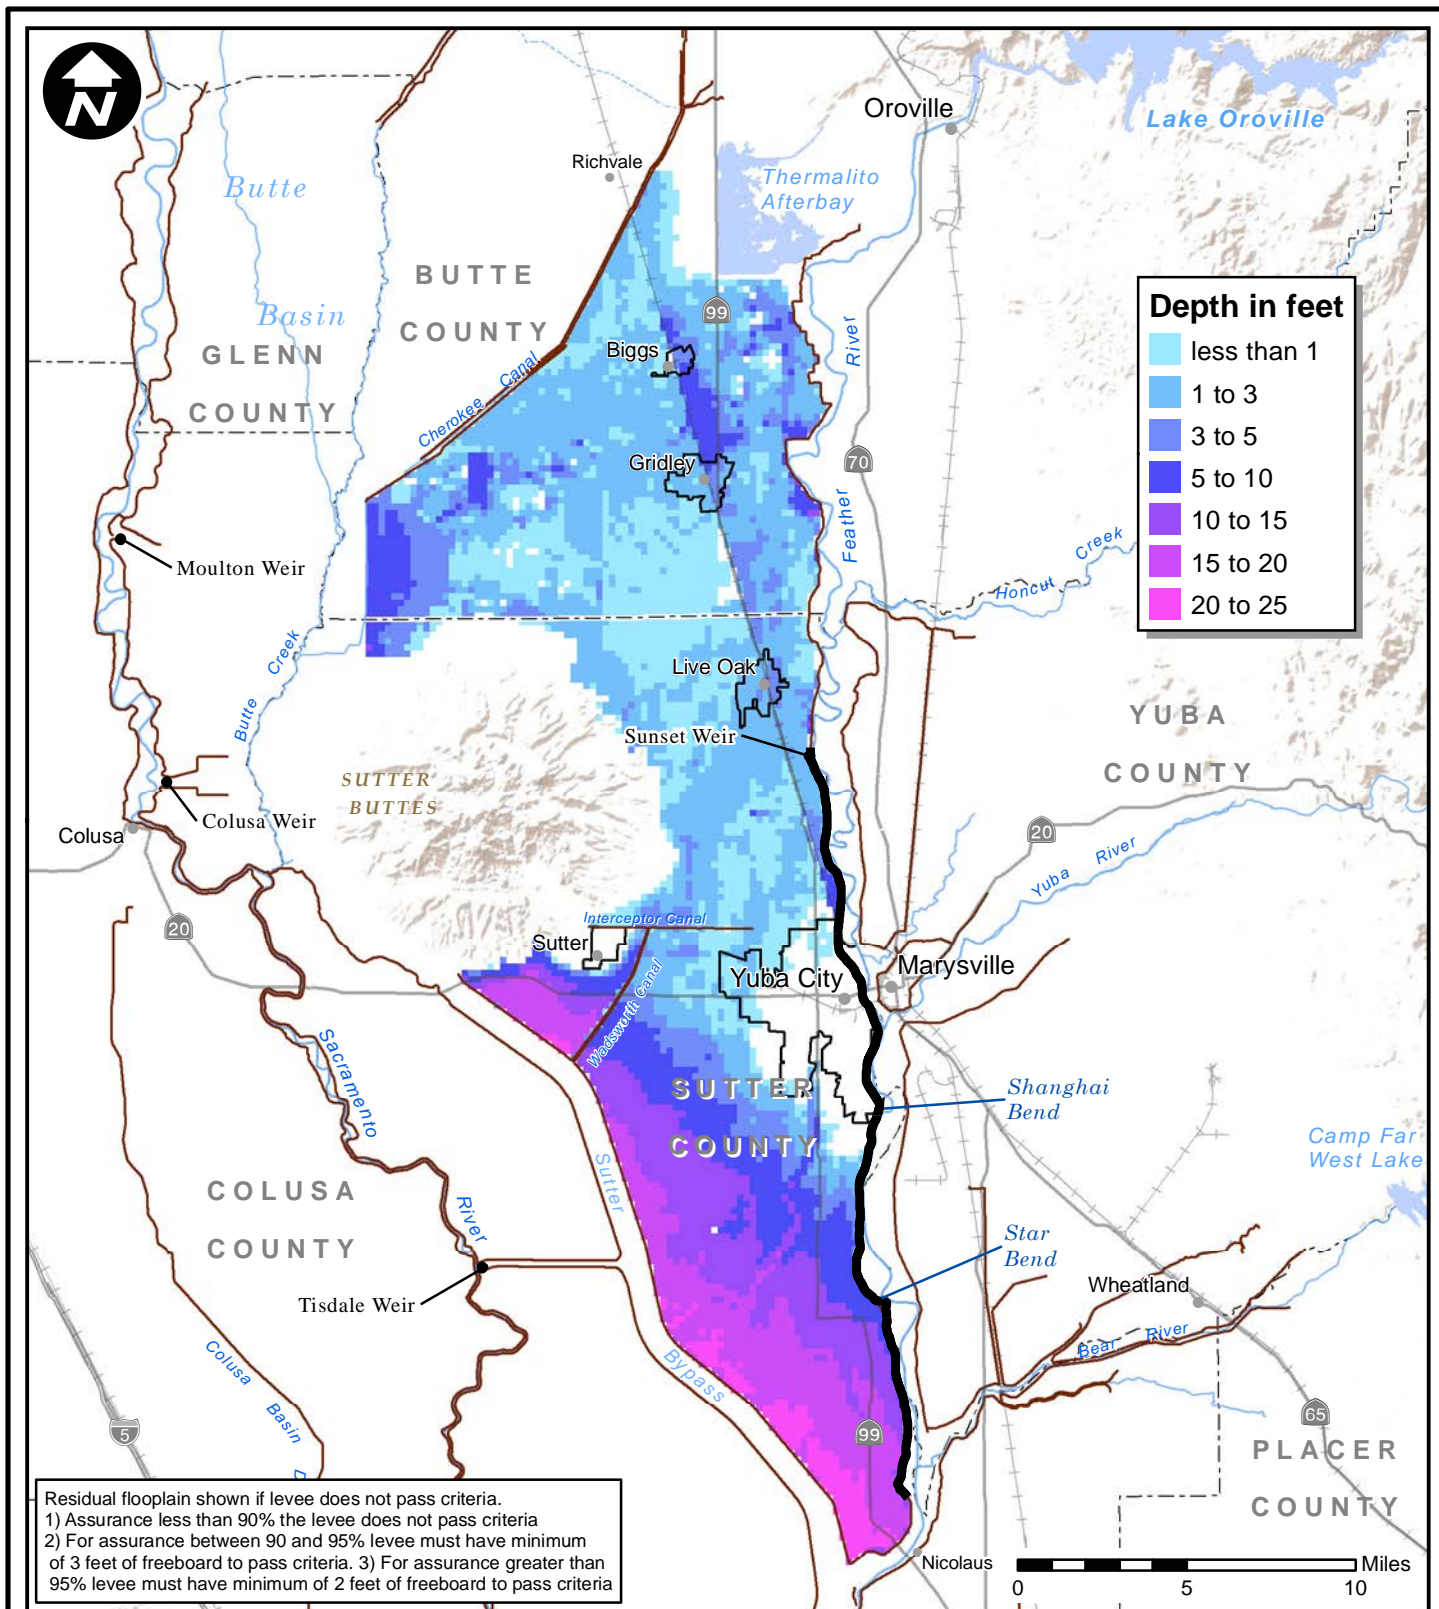 N
Oroville
Lake Oroville
Richvale
Thermalito
Afterbay
Butte
Basin
BUTTE
COUNTY
GLENN
COUNTY
99
River
Depth in feet
less than 1
1 to 3
3 to 5
5 to 10
10 to 15
15 to 20
20 to 25
Biggs
Cherokee Canal
Gridley
70
Feather
Moulton Weir
Honcut Creek
Butte Creek
Live Oak
Sunset Weir
YUBA
COUNTY
SUTTER
BUTTES
Colusa Weir
Colusa
20
Yuba River
20
Interceptor Canal
Sutter
Wadsworth Canal
Yuba City
Marysville
Sacramento
River
SUTTER
COUNTY
Shanghai
Bend
Camp Far
West Lake
COLUSA
COUNTY
Sutter
Bypass
Star
Bend
Wheatland
Tisdale Weir
Bear River
Colusa Basin D
5
99
65
PLACER
COUNTY
Residual flooplain shown if levee does not pass criteria.
1) Assurance less than 90% the levee does not pass criteria
2) For assurance between 90 and 95% levee must have minimum
of 3 feet of freeboard to pass criteria. 3) For assurance greater than
95% levee must have minimum of 2 feet of freeboard to pass criteria
Nicolaus
Miles
0 5 10